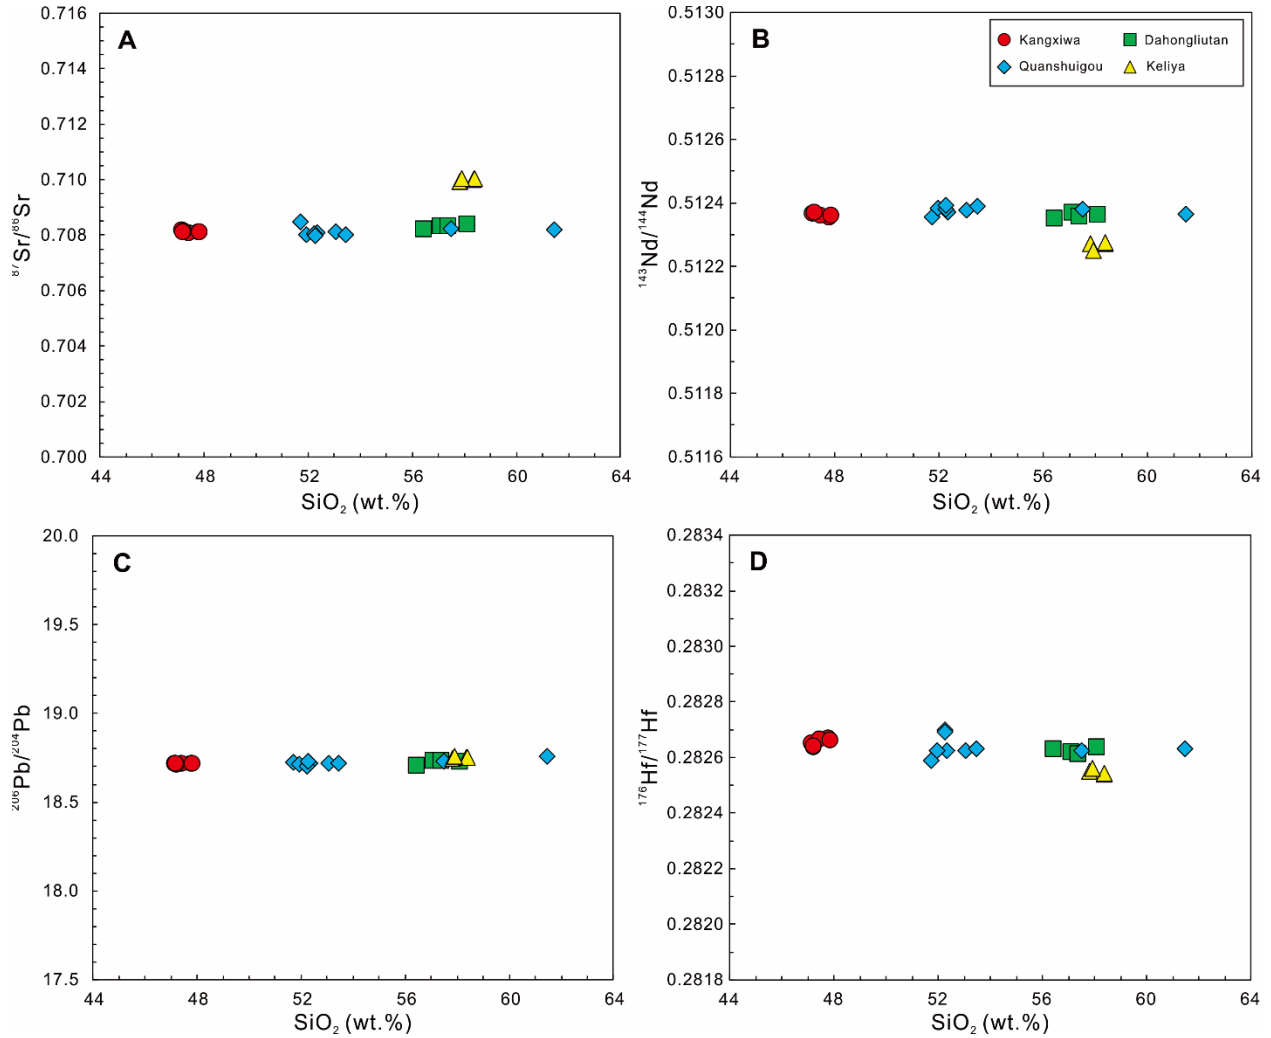 A
0.716
0.714
0.712
0.710
0.708
0.706
0.704
0.702
0.700
87Sr/86Sr
44 48 52 56 60 64
SiO2 (wt.%)
B
Kangxiwa
Dahongliutan
Quanshuigou
Keliya
0.5130
0.5128
0.5126
0.5124
0.5122
0.5120
0.5118
0.5116
143Nd/144Nd
44 48 52 56 60 64
SiO2 (wt.%)
C
20.0
19.5
19.0
18.5
18.0
17.5
206Pb/204Pb
44 48 52 56 60 64
SiO2 (wt.%)
D
0.2834
0.2832
0.2830
0.2828
0.2826
0.2824
0.2822
0.2820
0.2818
176Hf/177Hf
44 48 52 56 60 64
SiO2 (wt.%)